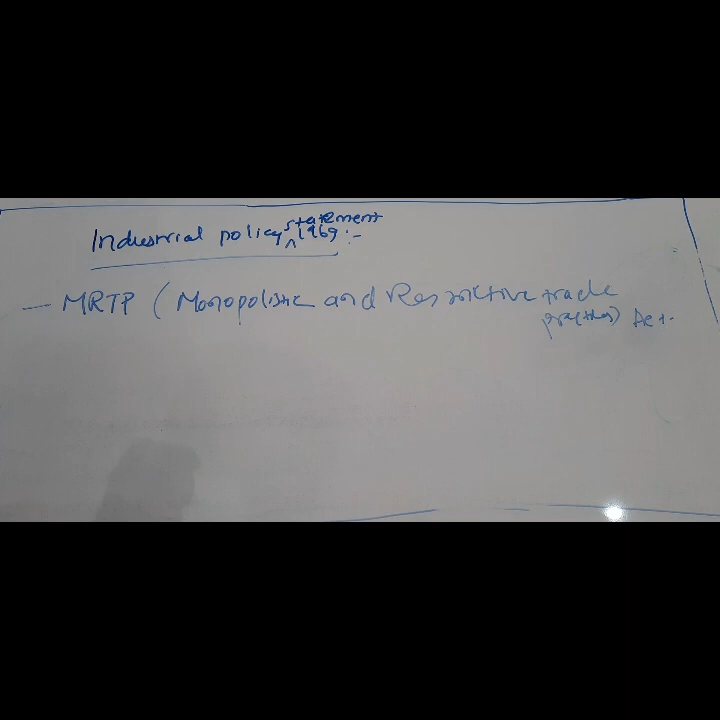 Industrial policy statement 1969 :-
— MRTP ( Monopolistic and Restrictive trade
practices) Act.